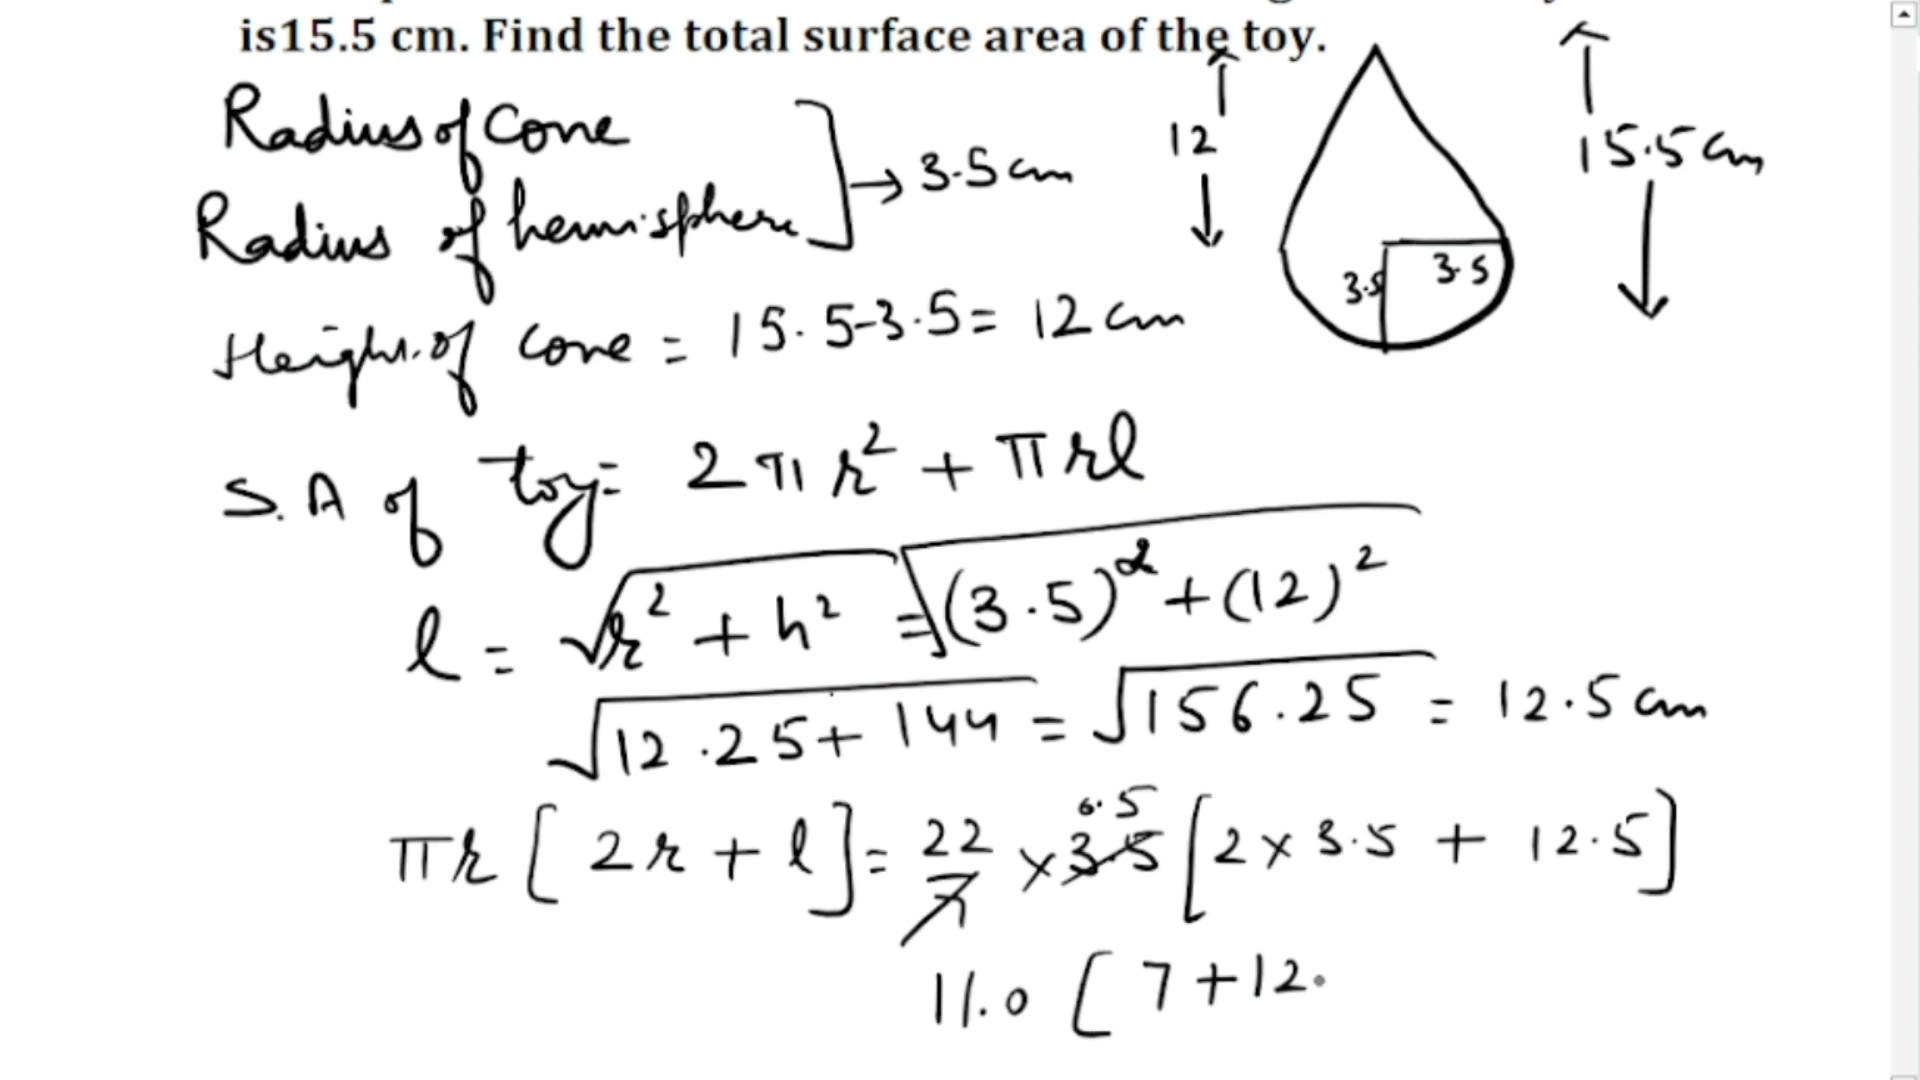 is15.5 cm. Find the total surface area of the toy.
Radius of Cone
Radius of hemisphere
→ 3.5 cm
12
15.5 cm
3.5
3.5
Height of cone = 15.5-3.5= 12 cm
S.A of toy= 2πr² + πrl
l = √r² + h² = √(3.5)² + (12)²
√12.25+ 144 = √156.25 = 12.5 cm
πr [ 2r + l ] = 22/7 × 3.5 [ 2 × 3.5 + 12.5 ]
0.5
11.0 [ 7 + 12.